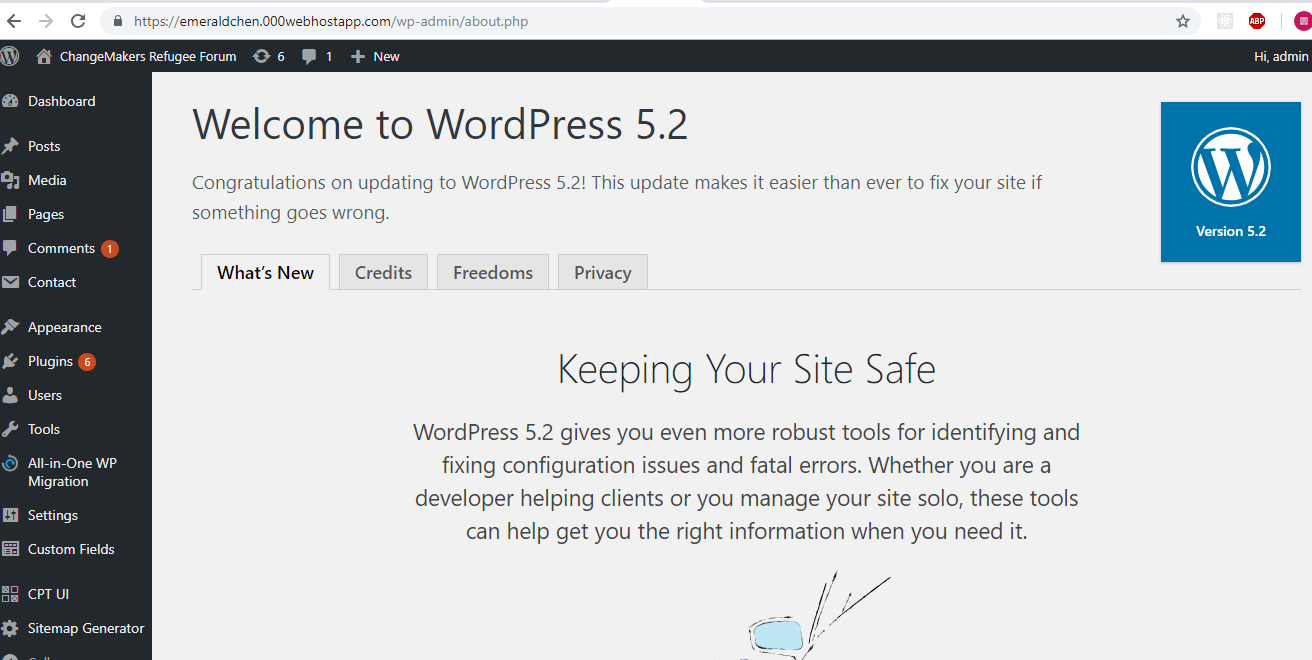 https://emeraldchen.000webhostapp.com/wp-admin/about.php
ABP
ChangeMakers Refugee Forum 6 1 New Hi, admin
Dashboard
Posts
Media
Pages
Comments 1
Contact
Appearance
Plugins 6
Users
Tools
All-in-One WP
Migration
Settings
Custom Fields
CPT UI
Sitemap Generator
Welcome to WordPress 5.2
Congratulations on updating to WordPress 5.2! This update makes it easier than ever to fix your site if
something goes wrong.
Version 5.2
What's New Credits Freedoms Privacy
Keeping Your Site Safe
WordPress 5.2 gives you even more robust tools for identifying and
fixing configuration issues and fatal errors. Whether you are a
developer helping clients or you manage your site solo, these tools
can help get you the right information when you need it.